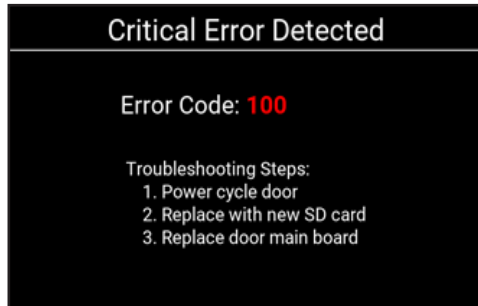 Critical Error Detected
Error Code: 100
Troubleshooting Steps:
1. Power cycle door
2. Replace with new SD card
3. Replace door main board